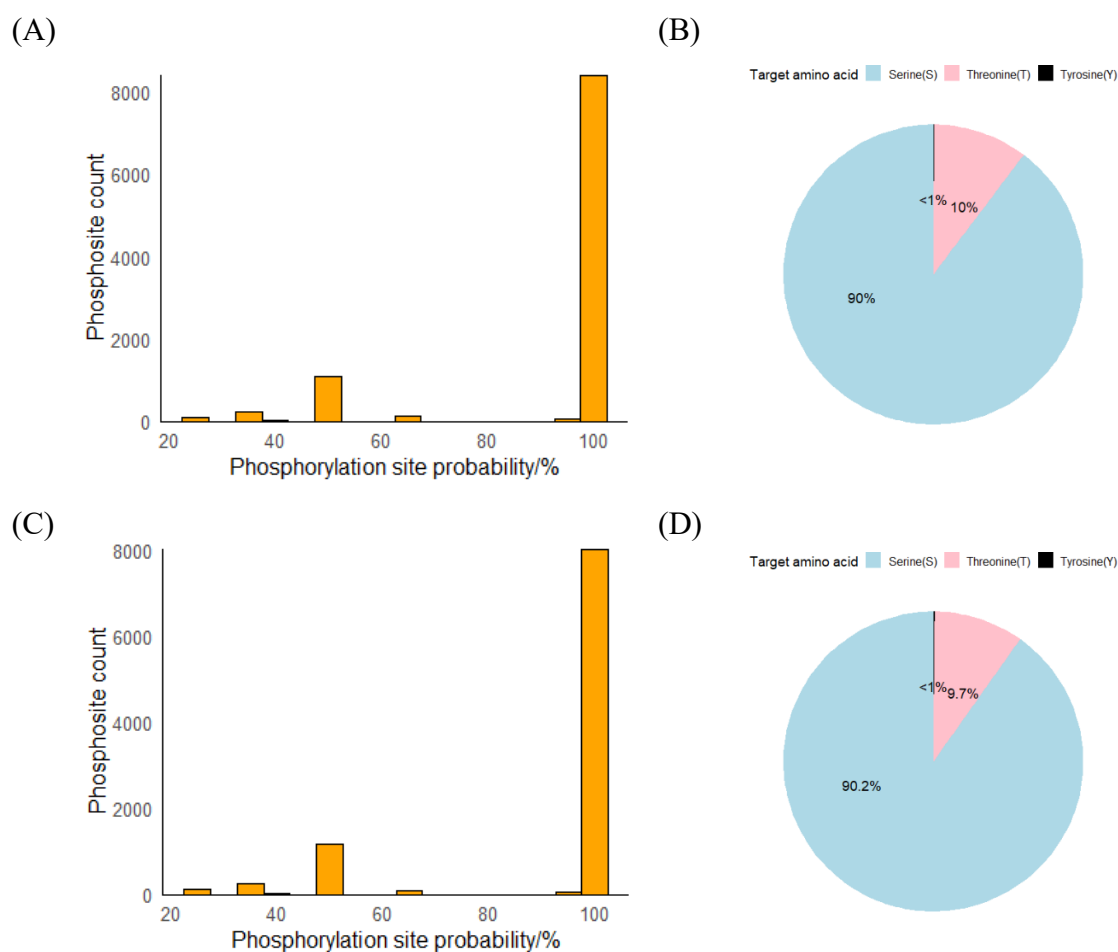 (A)
Phosphosite count
8000
6000
4000
2000
0
20 40 60 80 100
Phosphorylation site probability/%
(B)
Target amino acid Serine(S) Threonine(T) Tyrosine(Y)
<1% 10%
90%
(C)
Phosphosite count
8000
6000
4000
2000
0
20 40 60 80 100
Phosphorylation site probability/%
(D)
Target amino acid Serine(S) Threonine(T) Tyrosine(Y)
<1% 9.7%
90.2%